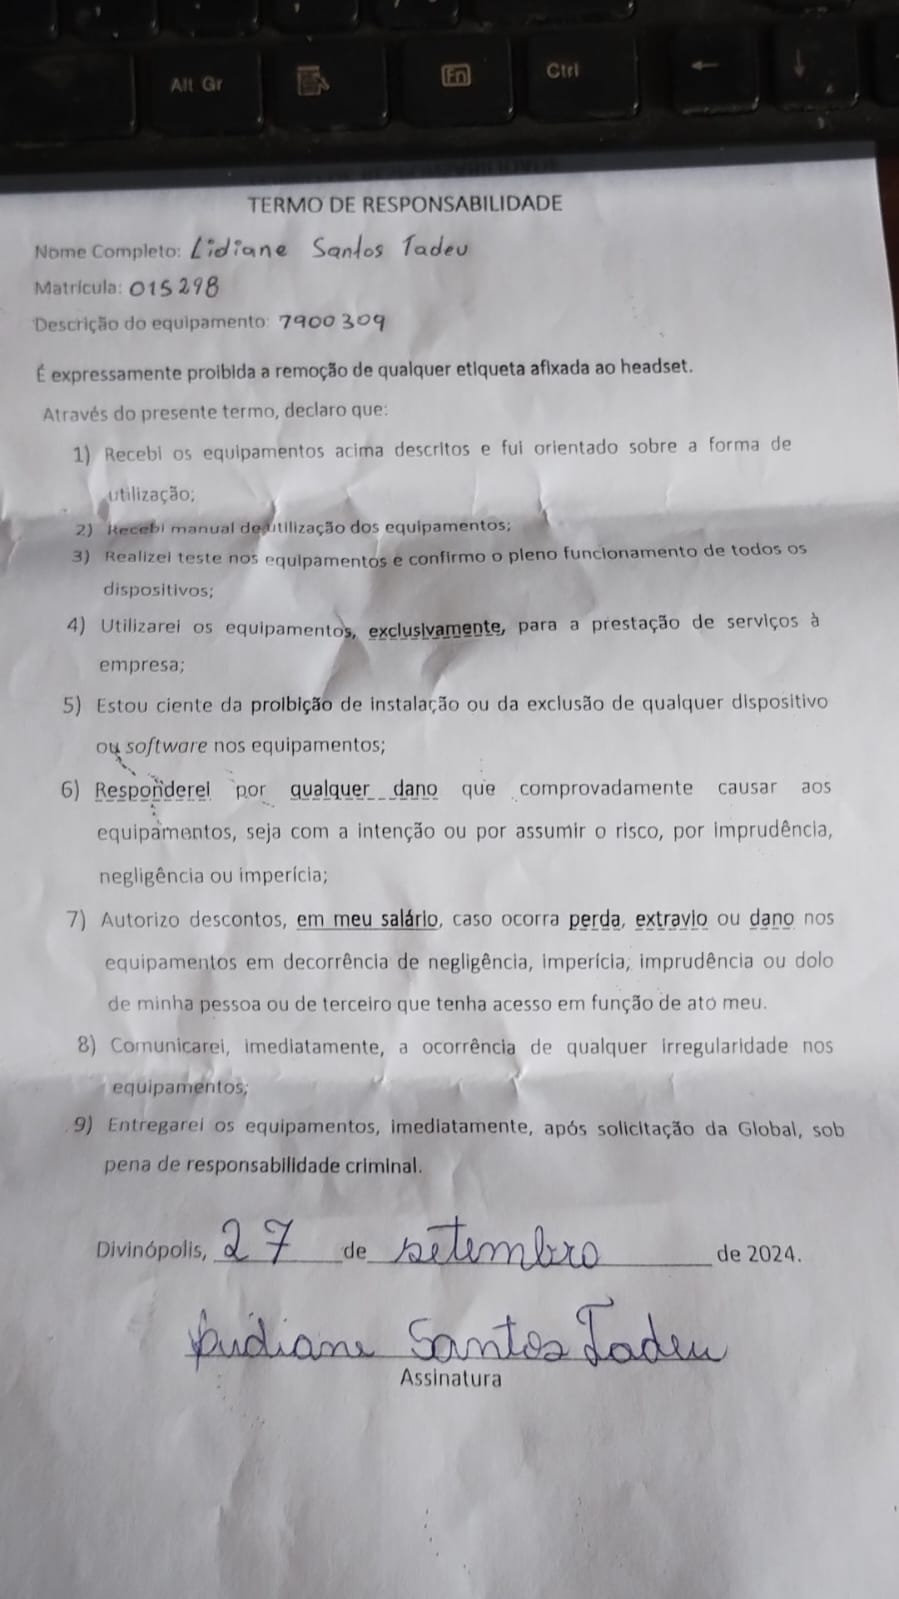 Alt Gr
Fn
Ctrl
←
↓
TERMO DE RESPONSABILIDADE
Nome Completo: Lidiane Santos Tadeu
Matrícula: 015298
Descrição do equipamento: 7900309
É expressamente proibida a remoção de qualquer etiqueta afixada ao headset.
Através do presente termo, declaro que:
1) Recebi os equipamentos acima descritos e fui orientado sobre a forma de
utilização;
2) Recebi manual de utilização dos equipamentos;
3) Realizei teste nos equipamentos e confirmo o pleno funcionamento de todos os
dispositivos;
4) Utilizarei os equipamentos, exclusivamente, para a prestação de serviços à
empresa;
5) Estou ciente da proibição de instalação ou da exclusão de qualquer dispositivo
ou software nos equipamentos;
6) Responderei por qualquer dano que comprovadamente causar aos
equipamentos, seja com a intenção ou por assumir o risco, por imprudência,
negligência ou imperícia;
7) Autorizo descontos, em meu salário, caso ocorra perda, extravio ou dano nos
equipamentos em decorrência de negligência, imperícia, imprudência ou dolo
de minha pessoa ou de terceiro que tenha acesso em função de ato meu.
8) Comunicarei, imediatamente, a ocorrência de qualquer irregularidade nos
equipamentos;
9) Entregarei os equipamentos, imediatamente, após solicitação da Global, sob
pena de responsabilidade criminal.
Divinópolis, 27 de setembro de 2024.
Lidiane Santos Tadeu
Assinatura